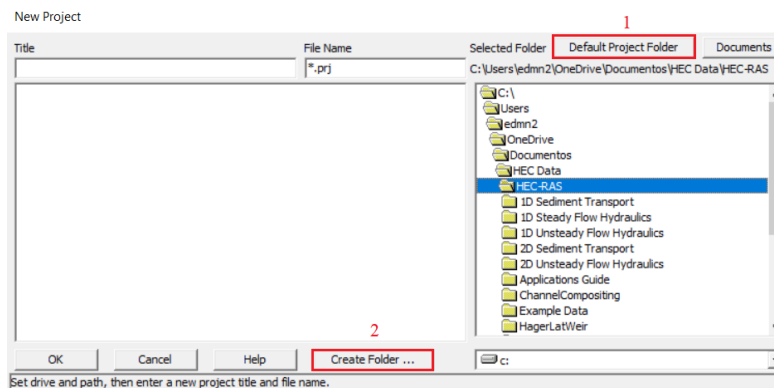 New Project
1
Title
File Name
Selected Folder
Default Project Folder
Documents
*.prj
C:\Users\edmn2\OneDrive\Documentos\HEC Data\HEC-RAS
C:\
Users
edmn2
OneDrive
Documentos
HEC Data
HEC-RAS
1D Sediment Transport
1D Steady Flow Hydraulics
1D Unsteady Flow Hydraulics
2D Sediment Transport
2D Unsteady Flow Hydraulics
Applications Guide
ChannelCompositing
Example Data
HagerLatWeir
2
OK
Cancel
Help
Create Folder ...
c:
Set drive and path, then enter a new project title and file name.